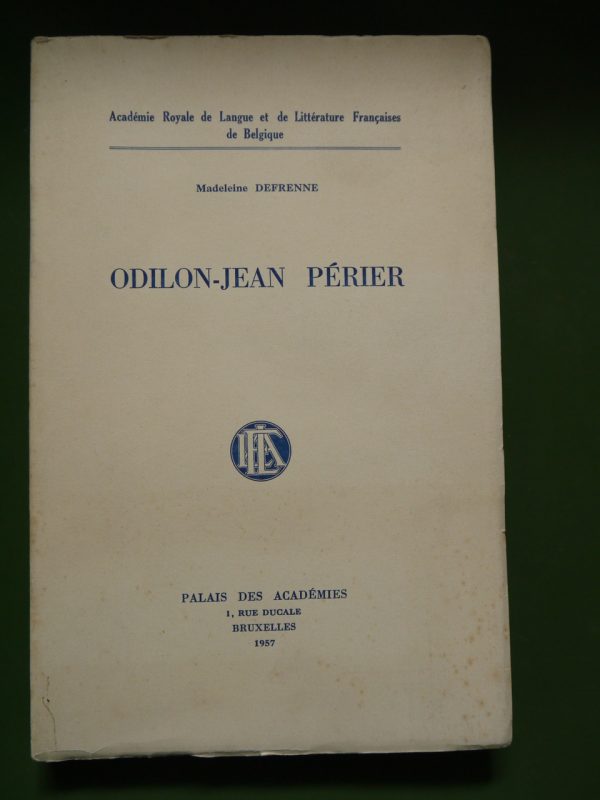 Académie Royale de Langue et de Littérature Françaises
de Belgique
Madeleine DEFRENNE
ODILON-JEAN PÉRIER
PALAIS DES ACADÉMIES
1, RUE DUCALE
BRUXELLES
1957